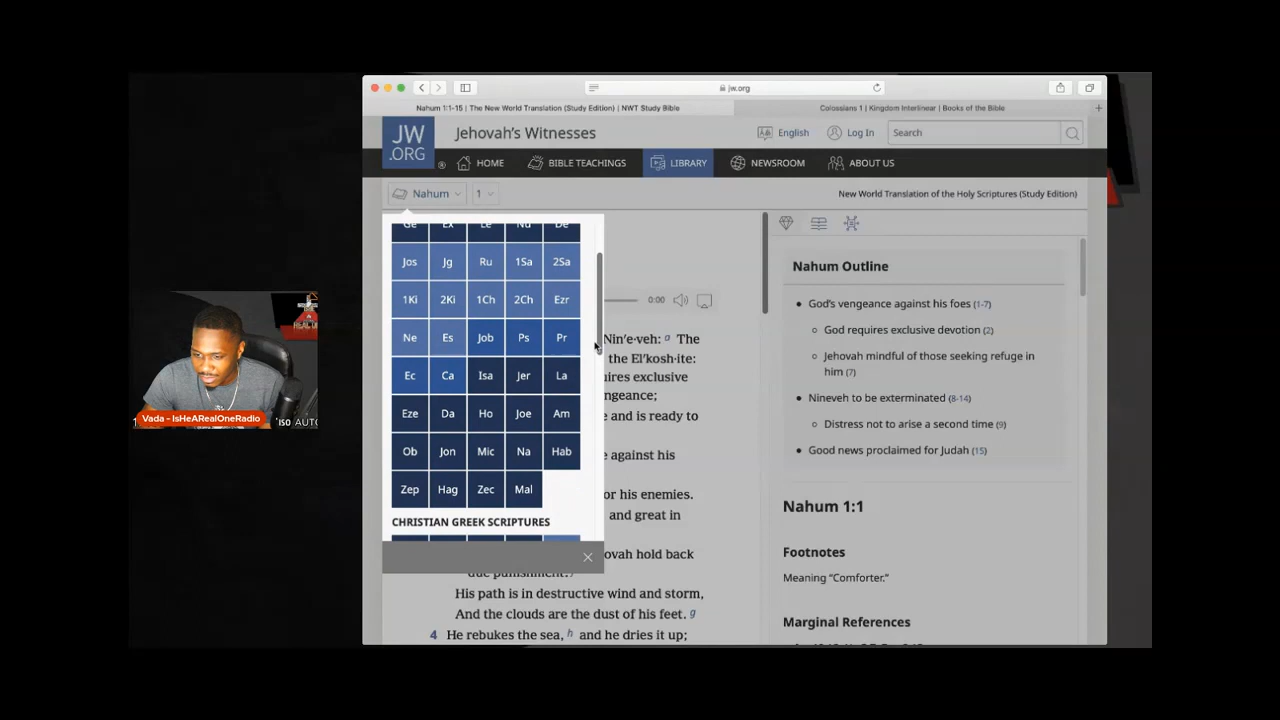 jw.org
Nahum 1:1-15 | The New World Translation (Study Edition) | NWT Study Bible
Colossians 1 | Kingdom Interlinear | Books of the Bible
JW
.ORG
®
Jehovah's Witnesses
English
Log In
Search
HOME
BIBLE TEACHINGS
LIBRARY
NEWSROOM
ABOUT US
Nahum
1
New World Translation of the Holy Scriptures (Study Edition)
Ge Ex Le Nu De
Jos Jg Ru 1Sa 2Sa
1Ki 2Ki 1Ch 2Ch Ezr
Ne Es Job Ps Pr
Ec Ca Isa Jer La
Eze Da Ho Joe Am
Ob Jon Mic Na Hab
Zep Hag Zec Mal
CHRISTIAN GREEK SCRIPTURES
0:00
Nin′e·veh: a The
the El′kosh·ite:
uires exclusive
ngeance;
e and is ready to
e against his
or his enemies.
and great in
ovah hold back
due punishment.
His path is in destructive wind and storm,
And the clouds are the dust of his feet. g
4 He rebukes the sea, h and he dries it up;
Nahum Outline
• God's vengeance against his foes (1-7)
God requires exclusive devotion (2)
Jehovah mindful of those seeking refuge in
him (7)
• Nineveh to be exterminated (8-14)
Distress not to arise a second time (9)
• Good news proclaimed for Judah (15)
Nahum 1:1
Footnotes
Meaning "Comforter."
Marginal References
Vada - IsHeARealOneRadio
ISO AUTO